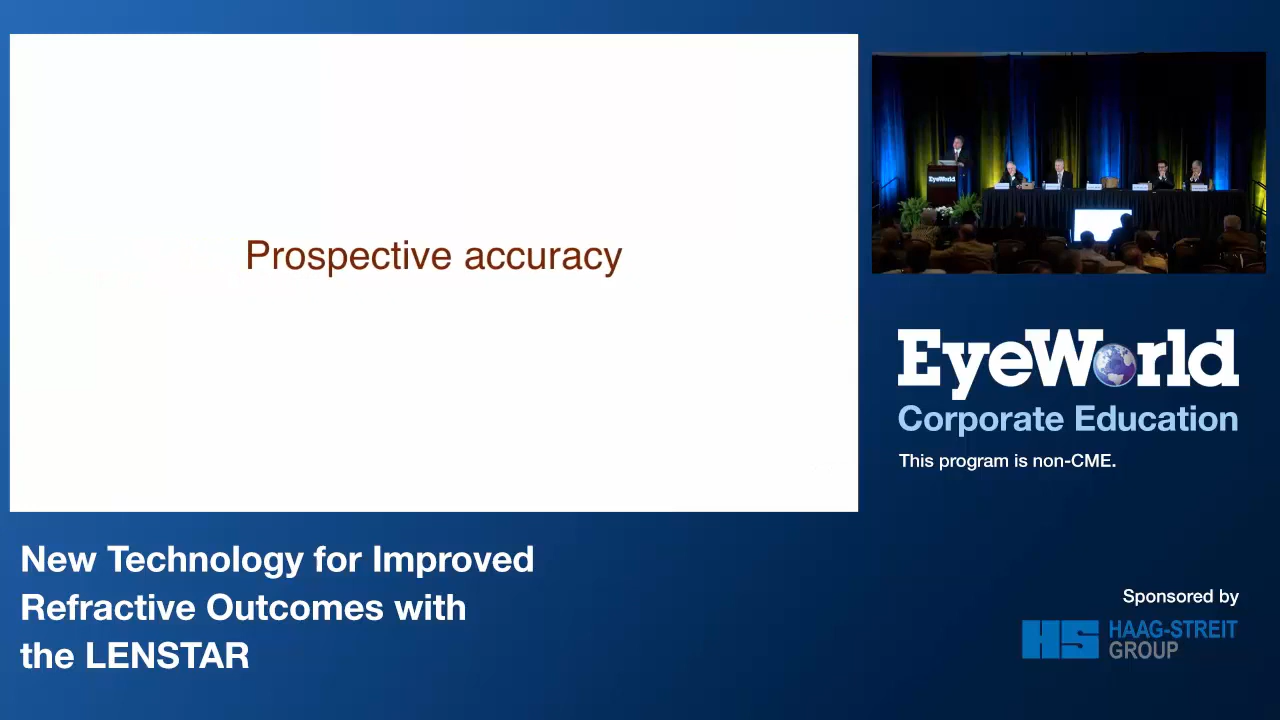 Prospective accuracy
EyeWorld
EyeWorld
Corporate Education
This program is non-CME.
New Technology for Improved
Refractive Outcomes with
the LENSTAR
Sponsored by
HS HAAG-STREIT
GROUP